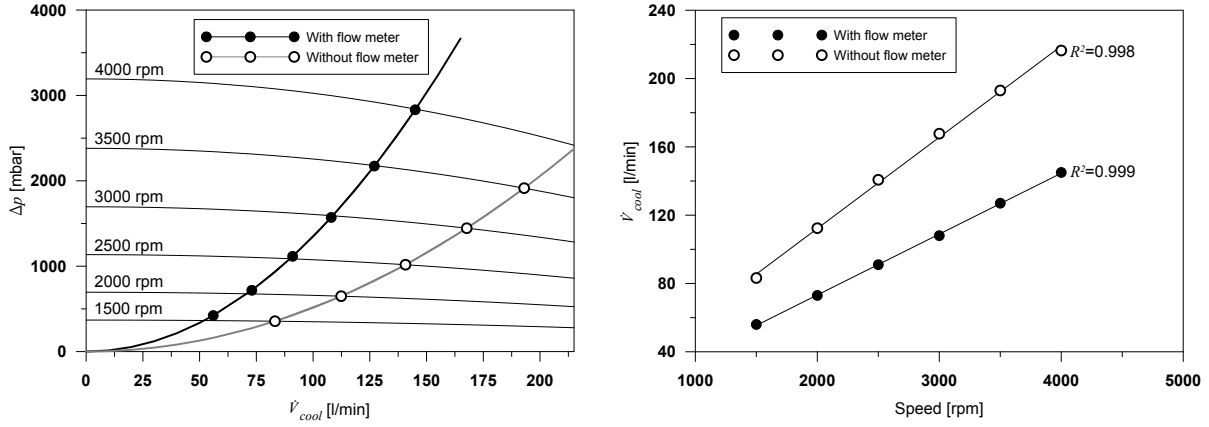 4000
3000
2000
1000
0
Δp [mbar]
With flow meter
Without flow meter
4000 rpm
3500 rpm
3000 rpm
2500 rpm
2000 rpm
1500 rpm
0 25 50 75 100 125 150 175 200
V̇cool [l/min]
240
200
160
120
80
40
V̇cool [l/min]
With flow meter
Without flow meter
R²=0.998
R²=0.999
1000 2000 3000 4000 5000
Speed [rpm]